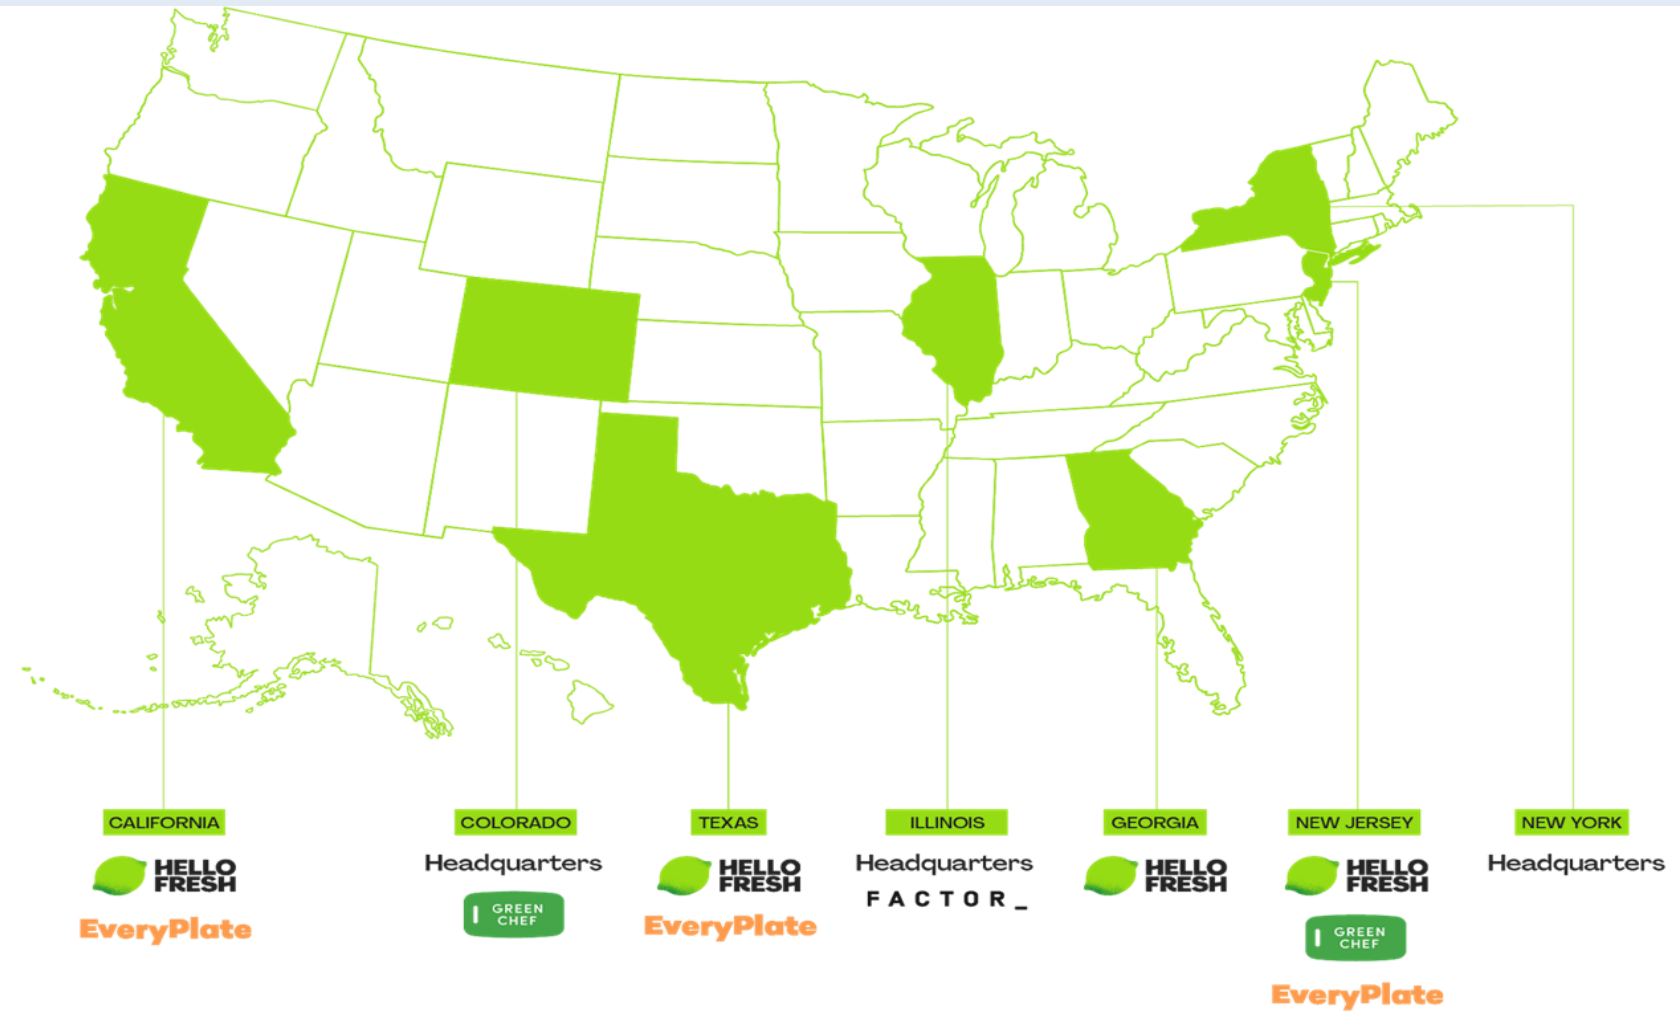 CALIFORNIA
HELLO
FRESH
EveryPlate
COLORADO
Headquarters
GREEN
CHEF
TEXAS
HELLO
FRESH
EveryPlate
ILLINOIS
Headquarters
FACTOR_
GEORGIA
HELLO
FRESH
NEW JERSEY
HELLO
FRESH
GREEN
CHEF
EveryPlate
NEW YORK
Headquarters